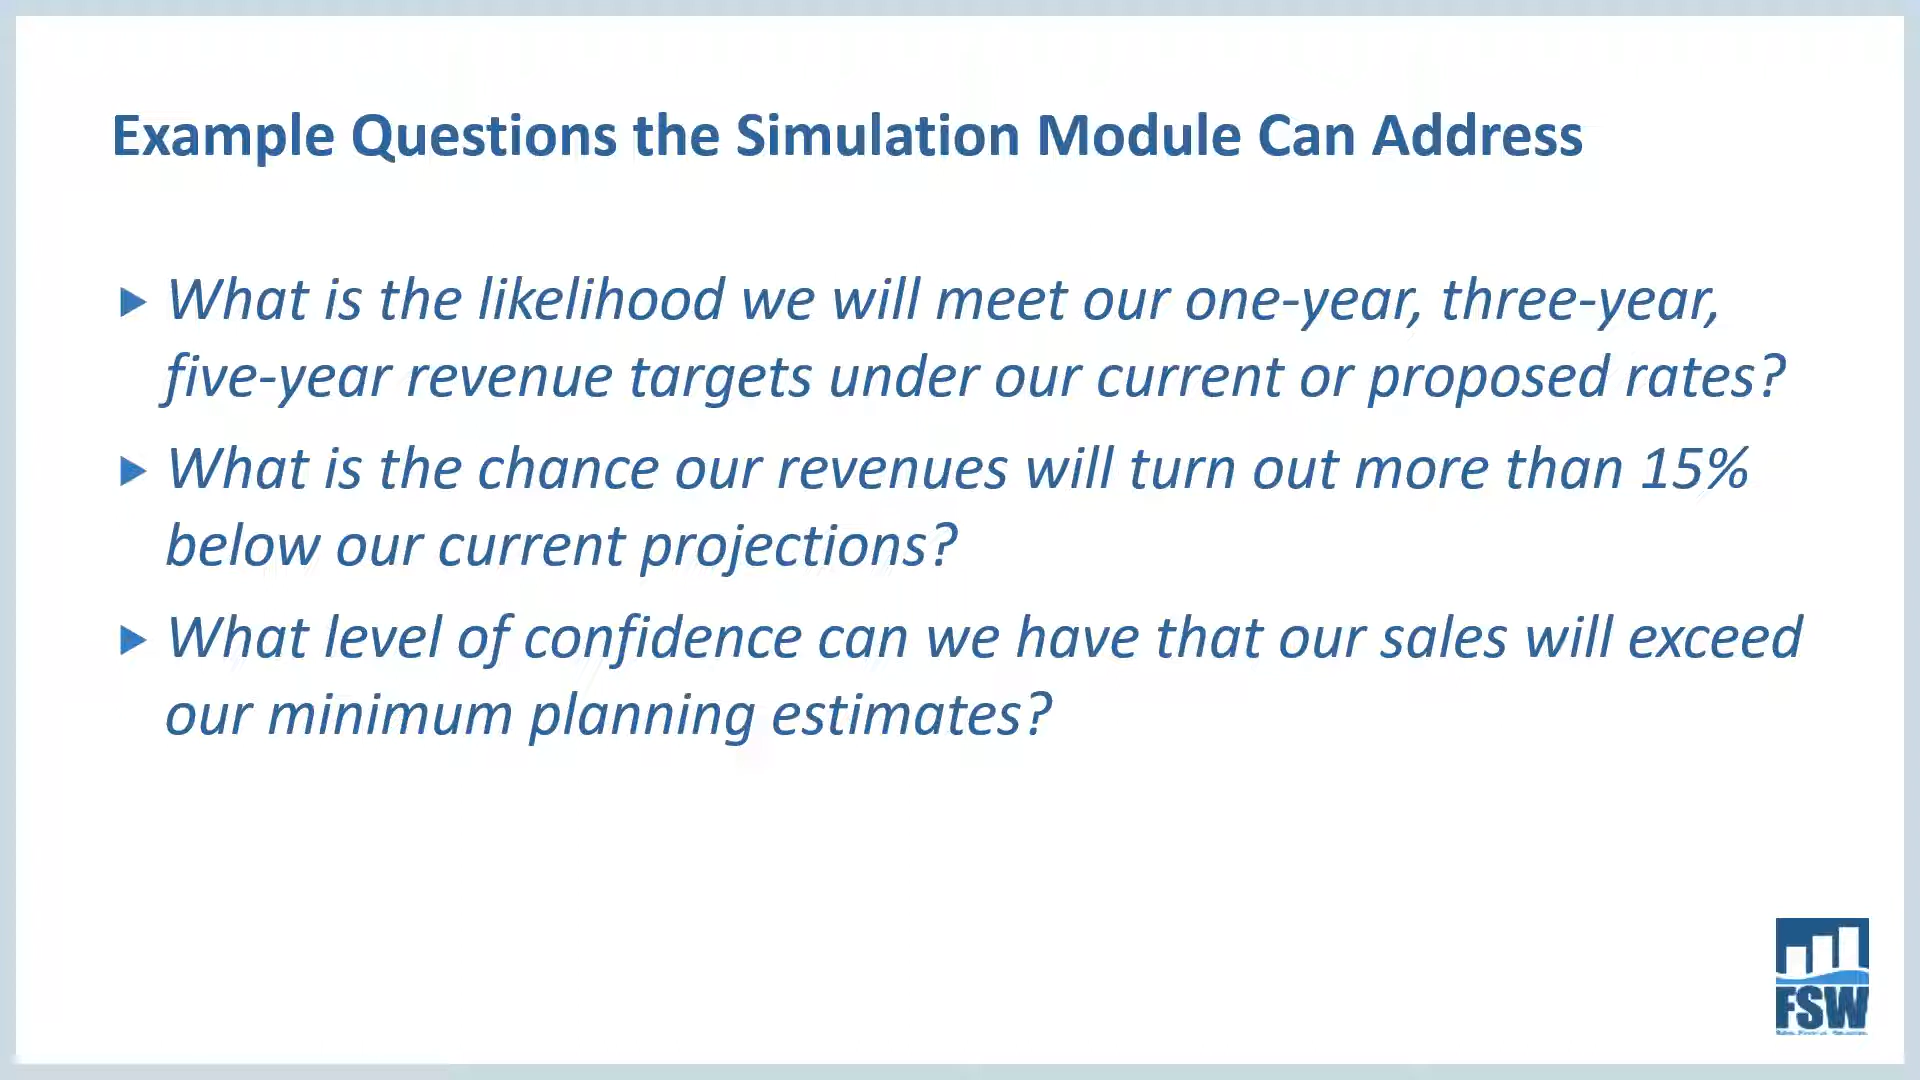 Example Questions the Simulation Module Can Address
What is the likelihood we will meet our one-year, three-year,
five-year revenue targets under our current or proposed rates?
What is the chance our revenues will turn out more than 15%
below our current projections?
What level of confidence can we have that our sales will exceed
our minimum planning estimates?
FSW